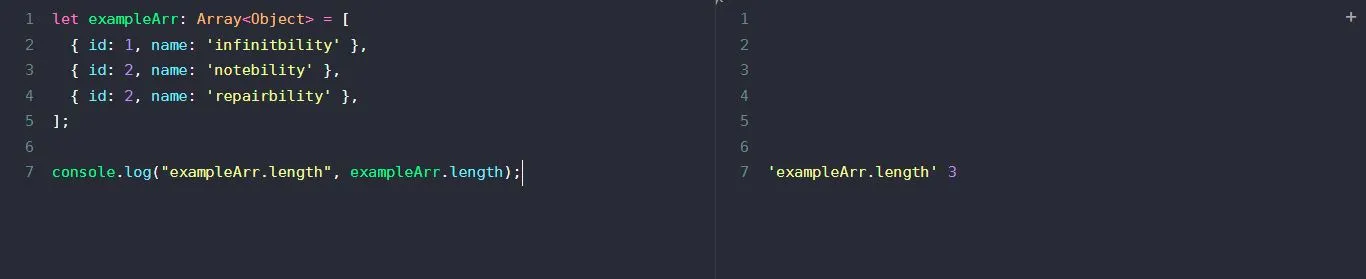 1 let exampleArr: Array<Object> = [
2 { id: 1, name: 'infinitbility' },
3 { id: 2, name: 'notebility' },
4 { id: 2, name: 'repairbility' },
5 ];
6
7 console.log("exampleArr.length", exampleArr.length);
+
1
2
3
4
5
6
7 'exampleArr.length' 3